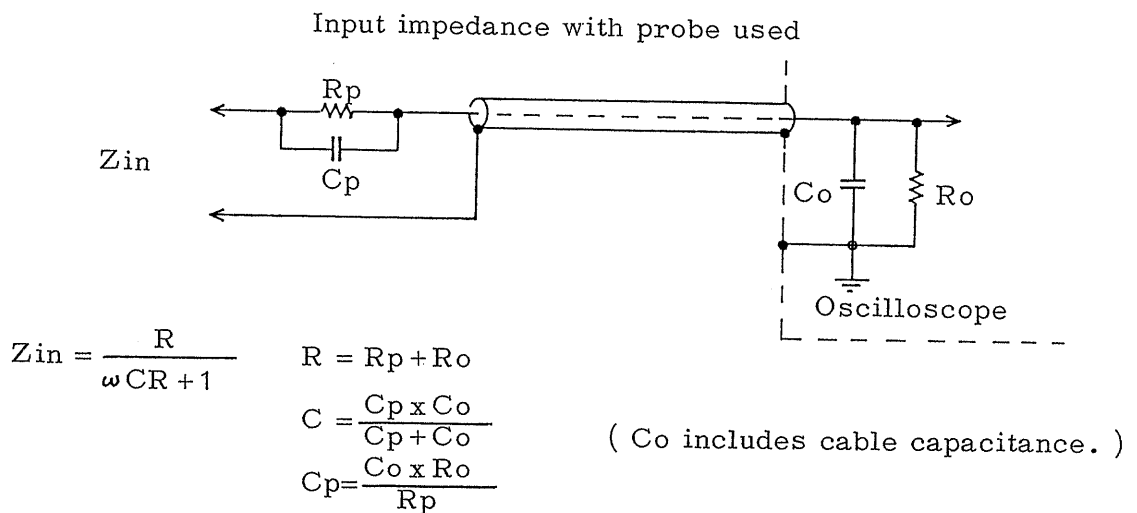 Input impedance with probe used
Rp
Cp
Zin
Co
Ro
Oscilloscope
Zin = R / ωCR + 1
R = Rp + Ro
C = Cp x Co / Cp + Co
Cp = Co x Ro / Rp
( Co includes cable capacitance. )